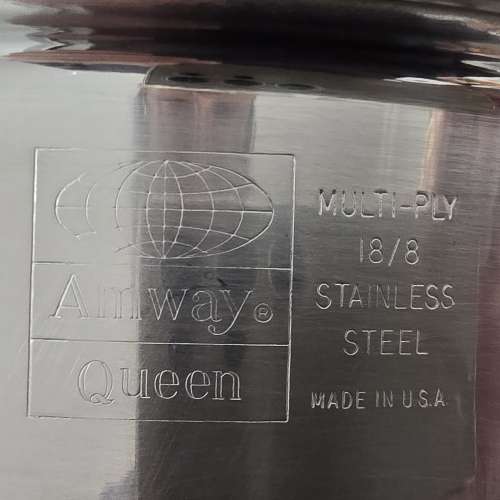 Amway®
Queen
MULTI-PLY
18/8
STAINLESS
STEEL
MADE IN U.S.A